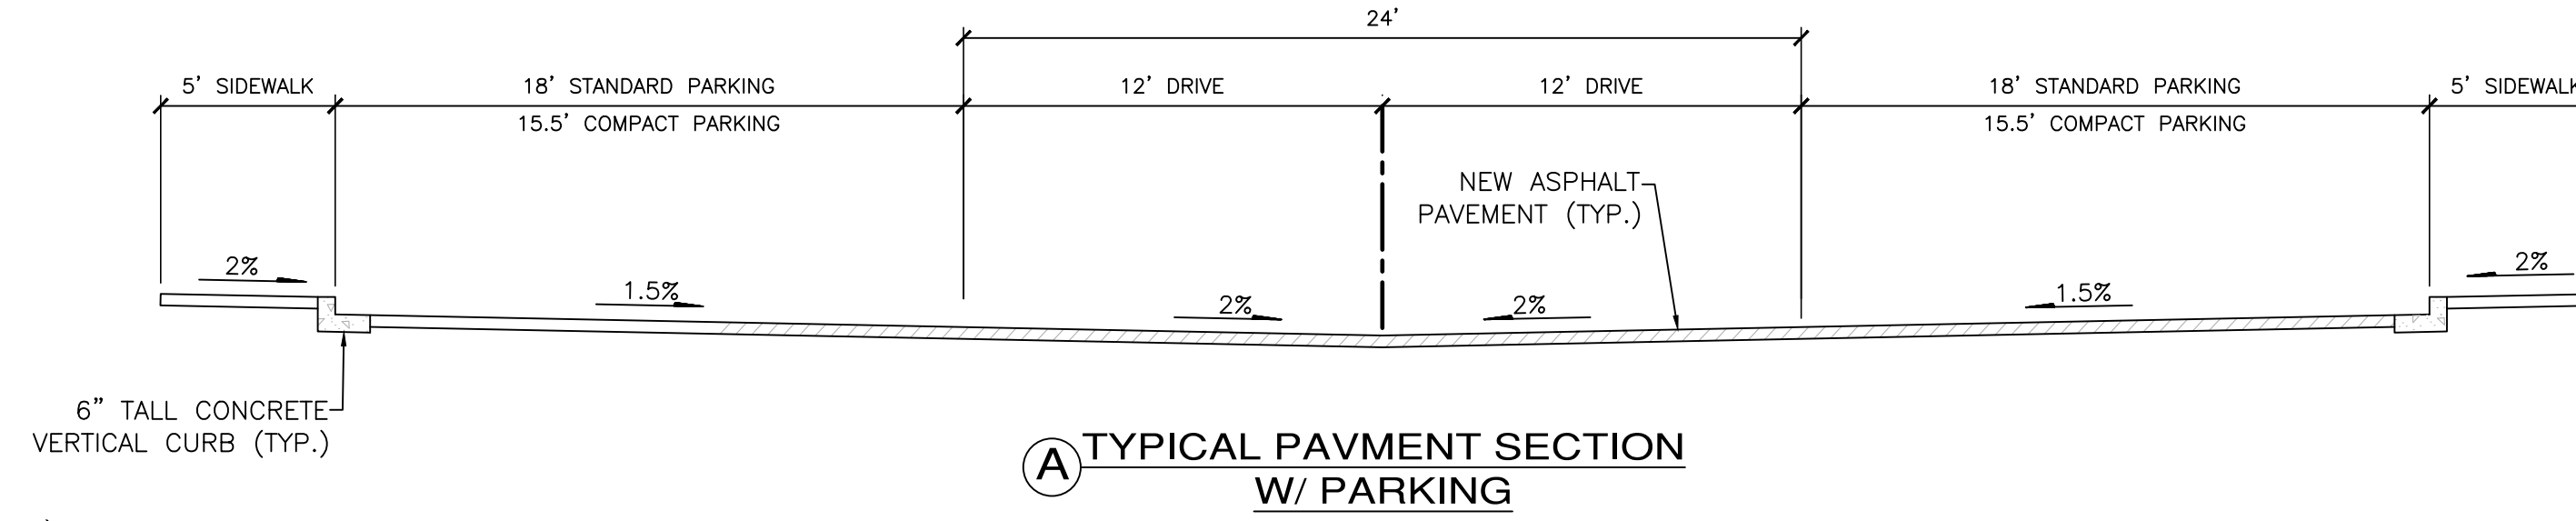 24'
5' SIDEWALK
18' STANDARD PARKING
12' DRIVE
12' DRIVE
18' STANDARD PARKING
5' SIDEWALK
15.5' COMPACT PARKING
15.5' COMPACT PARKING
NEW ASPHALT
PAVEMENT (TYP.)
2%
1.5%
2%
2%
1.5%
2%
6" TALL CONCRETE
VERTICAL CURB (TYP.)
A
TYPICAL PAVMENT SECTION
W/ PARKING